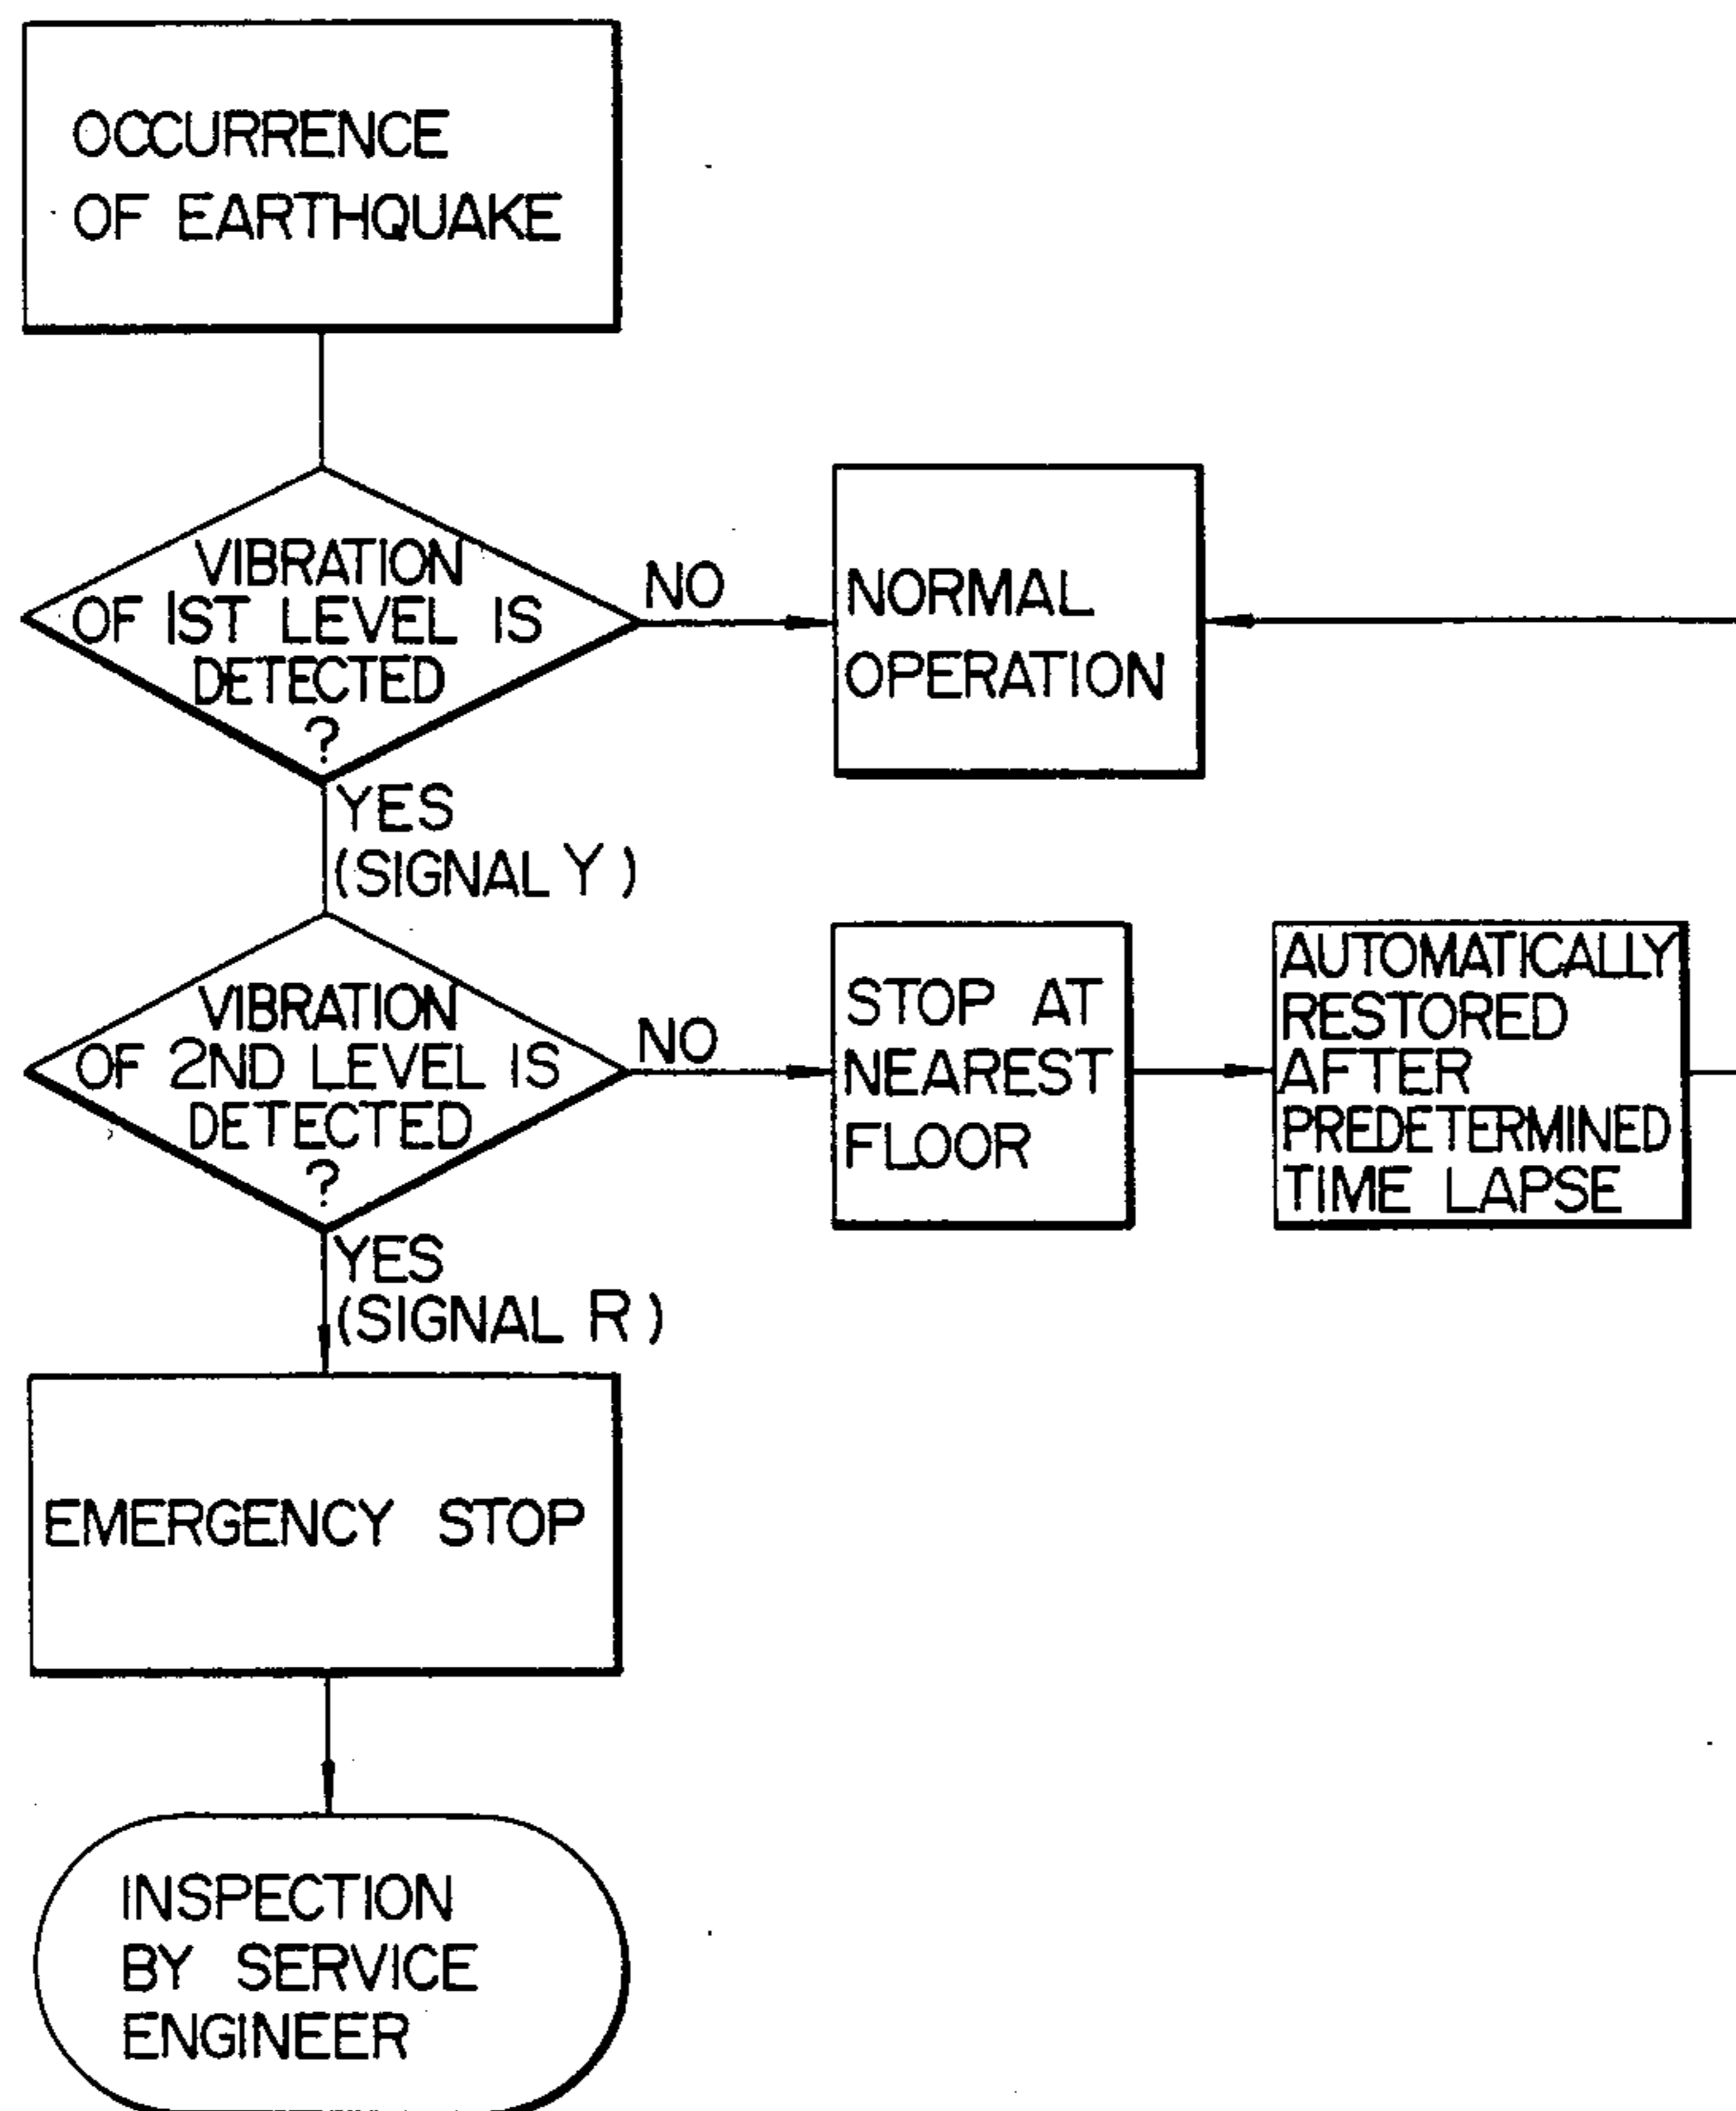 OCCURRENCE
OF EARTHQUAKE
VIBRATION
OF 1ST LEVEL IS
DETECTED
?
NO
NORMAL
OPERATION
YES
(SIGNAL Y)
VIBRATION
OF 2ND LEVEL IS
DETECTED
?
NO
STOP AT
NEAREST
FLOOR
AUTOMATICALLY
RESTORED
AFTER
PREDETERMINED
TIME LAPSE
YES
(SIGNAL R)
EMERGENCY STOP
INSPECTION
BY SERVICE
ENGINEER